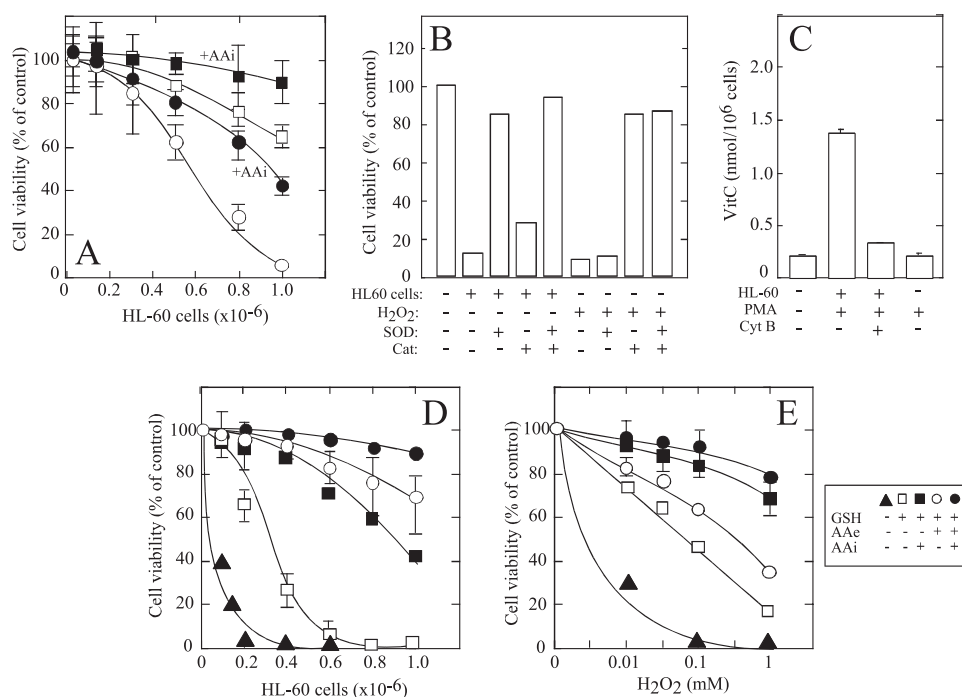 A
Cell viability (% of control)
100
80
60
40
20
0
+AAi
+AAi
0 0.2 0.4 0.6 0.8 1.0
HL-60 cells (x10-6)
B
Cell viability (% of control)
120
100
80
60
40
20
0
HL60 cells: - + + + + - - - -
H2O2: - - - - - + + + +
SOD: - - + - + - + - +
Cat: - - - + + - - + +
C
VitC (nmol/10⁶ cells)
2.0
1.5
1.0
0.5
0
HL-60 - + + -
PMA - + + +
Cyt B - - + -
D
Cell viability (% of control)
100
80
60
40
20
0
0 0.2 0.4 0.6 0.8 1.0
HL-60 cells (x10-6)
E
Cell viability (% of control)
100
80
60
40
20
0
0 0.01 0.1 1
H2O2 (mM)
GSH - + + + +
AAe - - - + +
AAi - - + - +